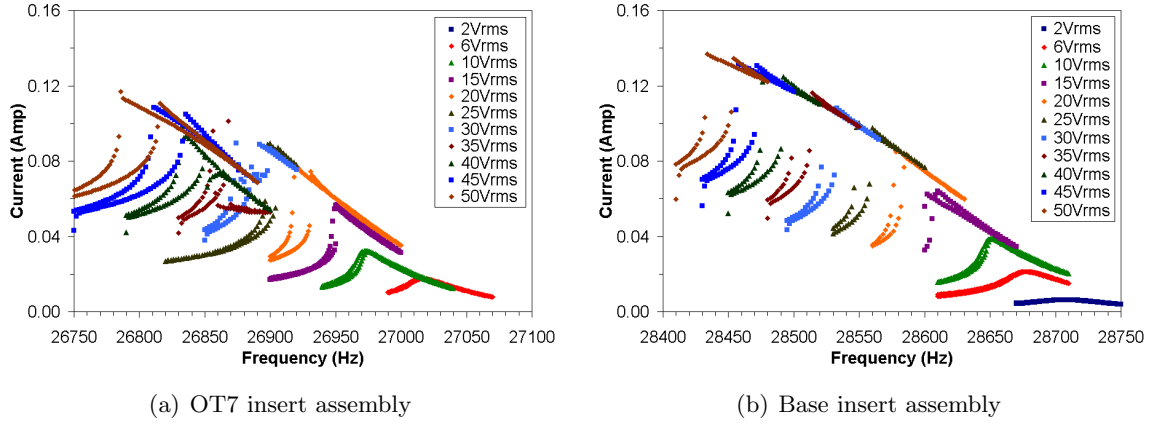 0.16
0.12
0.08
0.04
0.00
Current (Amp)
26750
26800
26850
26900
26950
27000
27050
27100
Frequency (Hz)
2Vrms
6Vrms
10Vrms
15Vrms
20Vrms
25Vrms
30Vrms
35Vrms
40Vrms
45Vrms
50Vrms
(a) OT7 insert assembly
0.16
0.12
0.08
0.04
0.00
Current (Amp)
28400
28450
28500
28550
28600
28650
28700
28750
Frequency (Hz)
2Vrms
6Vrms
10Vrms
15Vrms
20Vrms
25Vrms
30Vrms
35Vrms
40Vrms
45Vrms
50Vrms
(b) Base insert assembly